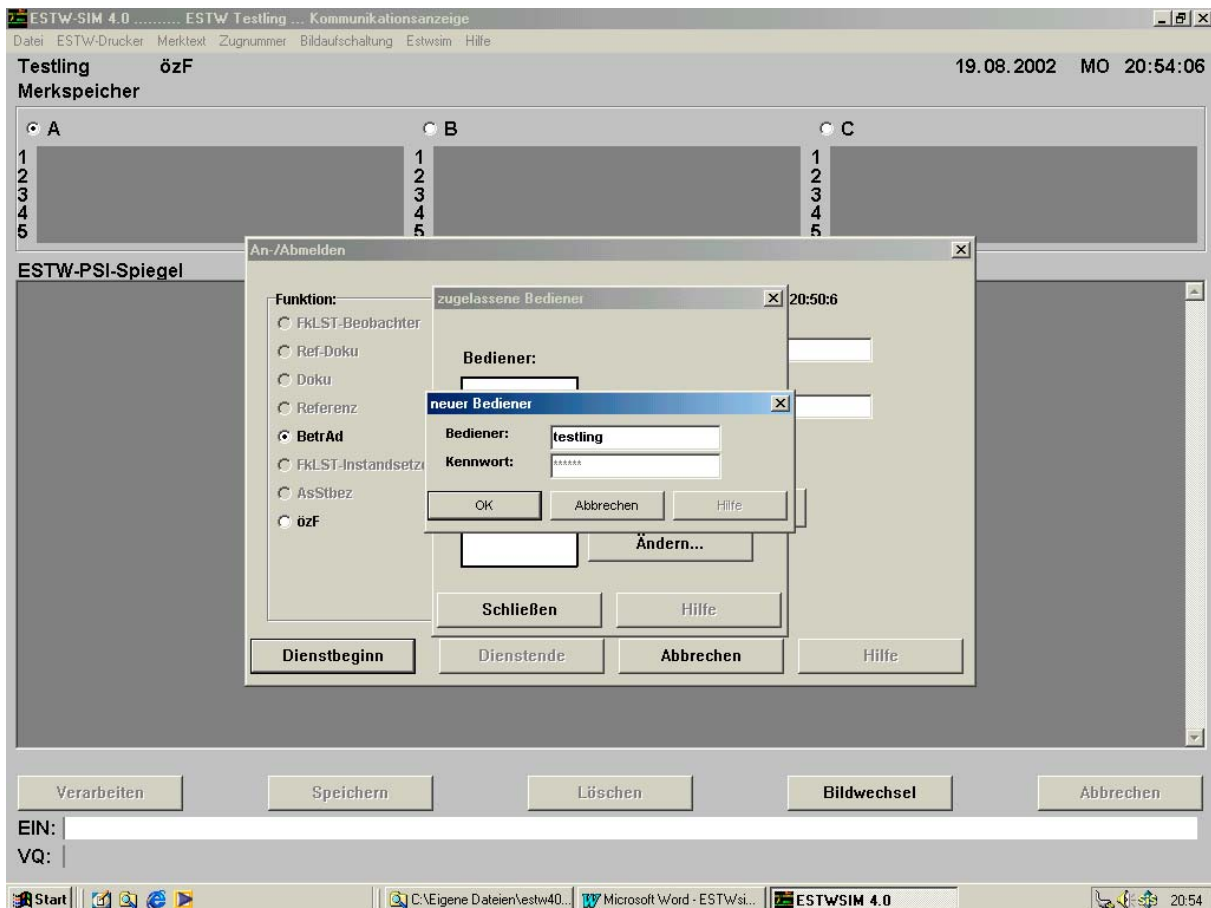 ESTW-SIM 4.0 .......... ESTW Testling ... Kommunikationsanzeige
Datei ESTW-Drucker Merktext Zugnummer Bildaufschaltung Estwsim Hilfe
Testling özF 19.08.2002 MO 20:54:06
Merkspeicher
A B C
1 1 1
2 2 2
3 3 3
4 4 4
5 5 5
An-/Abmelden
ESTW-PSI-Spiegel
Funktion: zugelassene Bediener 20:50:6
FkLST-Beobachter
Ref-Doku Bediener:
Doku
Referenz neuer Bediener
BetrAd Bediener: testling
FkLST-Instandsetze Kennwort: ******
AsStbez
özF OK Abbrechen Hilfe
Ändern...
Schließen Hilfe
Dienstbeginn Dienstende Abbrechen Hilfe
Verarbeiten Speichern Löschen Bildwechsel Abbrechen
EIN:
VQ:
Start C:\Eigene Dateien\estw40... Microsoft Word - ESTWsi... ESTWSIM 4.0 20:54